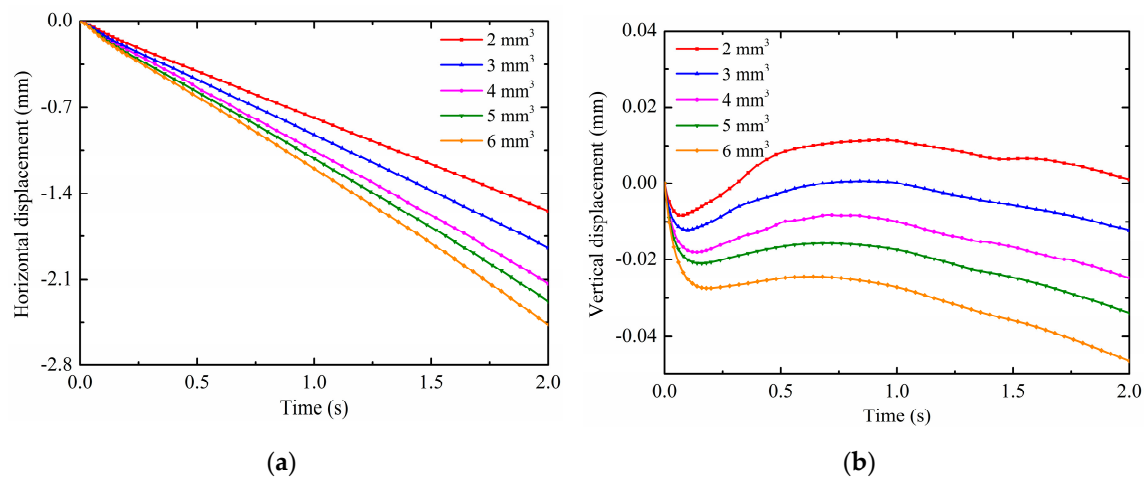 Horizontal displacement (mm)
0.0
-0.7
-1.4
-2.1
-2.8
2 mm³
3 mm³
4 mm³
5 mm³
6 mm³
0.0 0.5 1.0 1.5 2.0
Time (s)
(a)
Vertical displacement (mm)
0.04
0.02
0.00
-0.02
-0.04
2 mm³
3 mm³
4 mm³
5 mm³
6 mm³
0.0 0.5 1.0 1.5 2.0
Time (s)
(b)